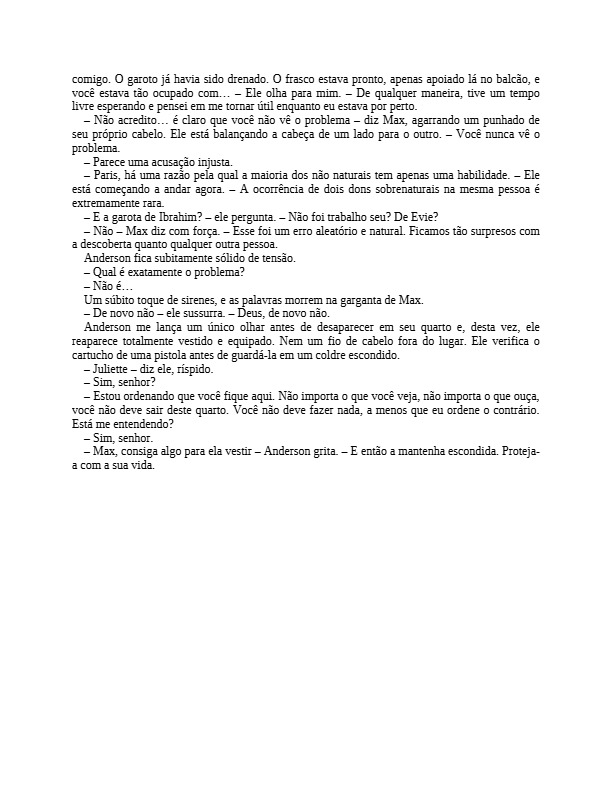 comigo. O garoto já havia sido drenado. O frasco estava pronto, apenas apoiado lá no balcão, e
você estava tão ocupado com… – Ele olha para mim. – De qualquer maneira, tive um tempo
livre esperando e pensei em me tornar útil enquanto eu estava por perto.
– Não acredito… é claro que você não vê o problema – diz Max, agarrando um punhado de
seu próprio cabelo. Ele está balançando a cabeça de um lado para o outro. – Você nunca vê o
problema.
– Parece uma acusação injusta.
– Paris, há uma razão pela qual a maioria dos não naturais tem apenas uma habilidade. – Ele
está começando a andar agora. – A ocorrência de dois dons sobrenaturais na mesma pessoa é
extremamente rara.
– E a garota de Ibrahim? – ele pergunta. – Não foi trabalho seu? De Evie?
– Não – Max diz com força. – Esse foi um erro aleatório e natural. Ficamos tão surpresos com
a descoberta quanto qualquer outra pessoa.
Anderson fica subitamente sólido de tensão.
– Qual é exatamente o problema?
– Não é…
Um súbito toque de sirenes, e as palavras morrem na garganta de Max.
– De novo não – ele sussurra. – Deus, de novo não.
Anderson me lança um único olhar antes de desaparecer em seu quarto e, desta vez, ele
reaparece totalmente vestido e equipado. Nem um fio de cabelo fora do lugar. Ele verifica o
cartucho de uma pistola antes de guardá-la em um coldre escondido.
– Juliette – diz ele, ríspido.
– Sim, senhor?
– Estou ordenando que você fique aqui. Não importa o que você veja, não importa o que ouça,
você não deve sair deste quarto. Você não deve fazer nada, a menos que eu ordene o contrário.
Está me entendendo?
– Sim, senhor.
– Max, consiga algo para ela vestir – Anderson grita. – E então a mantenha escondida. Proteja-
a com a sua vida.